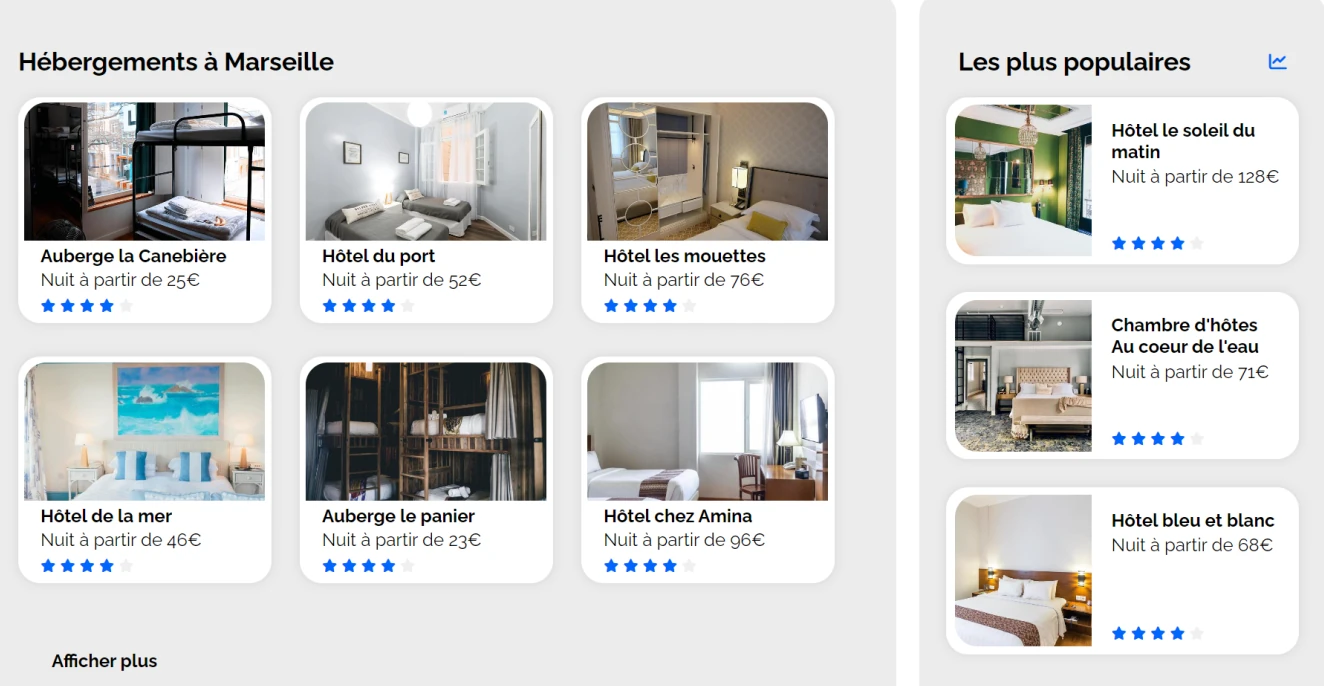 Hébergements à Marseille
Auberge la Canebière
Nuit à partir de 25€
Hôtel du port
Nuit à partir de 52€
Hôtel les mouettes
Nuit à partir de 76€
Hôtel de la mer
Nuit à partir de 46€
Auberge le panier
Nuit à partir de 23€
Hôtel chez Amina
Nuit à partir de 96€
Afficher plus
Les plus populaires
Hôtel le soleil du
matin
Nuit à partir de 128€
Chambre d'hôtes
Au coeur de l'eau
Nuit à partir de 71€
Hôtel bleu et blanc
Nuit à partir de 68€